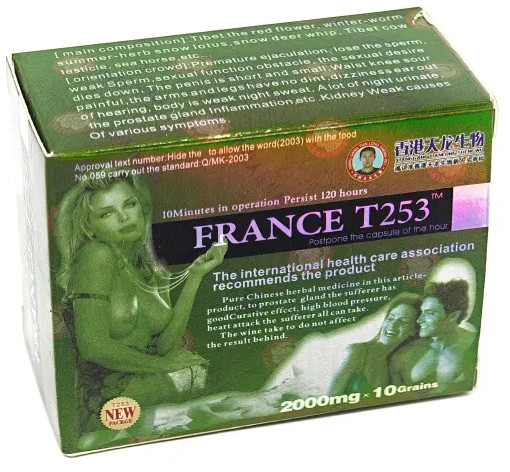 [ main composition]:Tibet the red flower, winter-worm
summer-herb snow lotus, snow deer whip. Tibet cow
testicle, sea horse,etc.,
[orientation crowd]:Premature ejaculation, lose the sperm,
weak Sperm,sexual function obstacle, the sexual desire
dies down, The penis is short and small Waist knee sour
painful,the arms and legs have no dint,dizziness ear out
of hearing, body is weak night sweat, A lot of night urinate,
the prostate gland Inflammation,etc. Kidney Weak causes
Of various symptoms.
Approval text number:Hide the to allow the word(2003) with the food
No.059 carry out the standard Q/MK-2003
香港天龙生物
10Minutes in operation Persist 120 hours
FRANCE T253™
Postpone the capsule of the hour
The international health care association
recommends the product
Pure Chinese herbal medicine in this article-
product, to prostate gland the sufferer has
goodCurative effect, high blood pressure,
heart attack the sufferer all can take.
The wine take to do not affect
the result behind.
T253
NEW
PACKGE
2000mg×10Grains